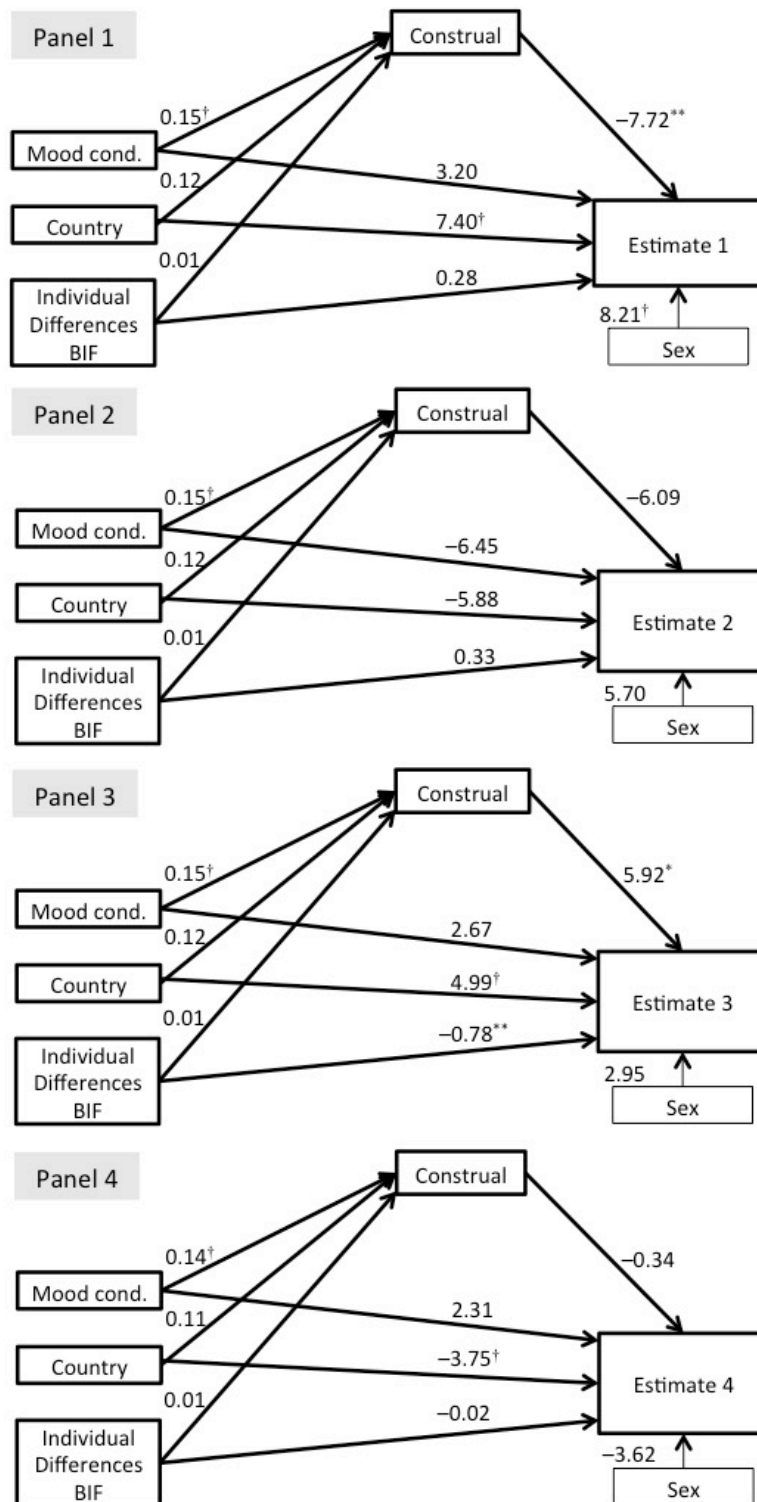 Panel 1
Construal
0.15†
−7.72**
Mood cond.
0.12
3.20
Country
7.40†
Estimate 1
0.01
0.28
Individual
Differences
BIF
8.21†
Sex
Panel 2
Construal
0.15†
−6.09
Mood cond.
0.12
−6.45
Country
−5.88
Estimate 2
0.01
0.33
Individual
Differences
BIF
5.70
Sex
Panel 3
Construal
0.15†
5.92*
Mood cond.
0.12
2.67
Country
4.99†
Estimate 3
0.01
−0.78**
Individual
Differences
BIF
2.95
Sex
Panel 4
Construal
0.14†
−0.34
Mood cond.
0.11
2.31
Country
−3.75†
Estimate 4
0.01
−0.02
Individual
Differences
BIF
−3.62
Sex